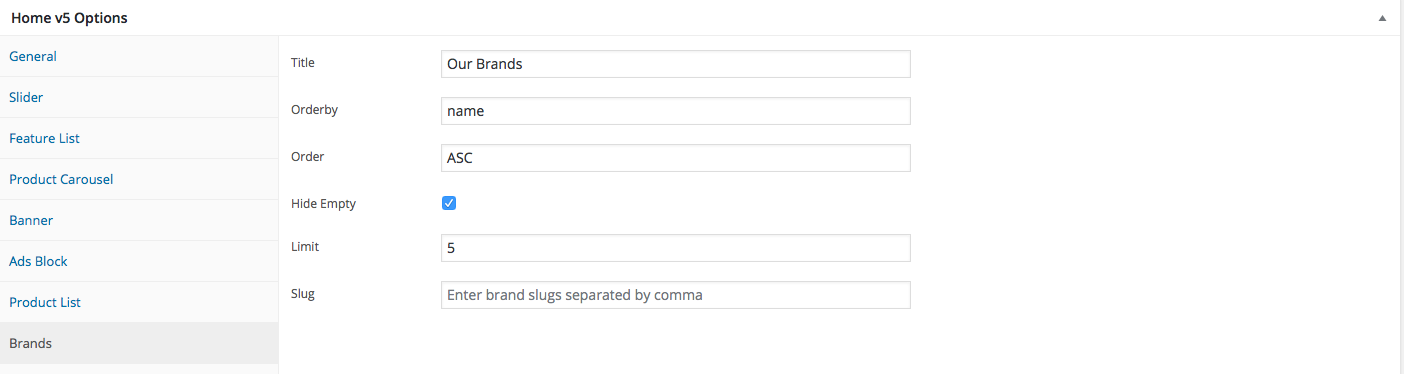 Home v5 Options
General
Slider
Feature List
Product Carousel
Banner
Ads Block
Product List
Brands
Title
Our Brands
Orderby
name
Order
ASC
Hide Empty
Limit
5
Slug
Enter brand slugs separated by comma